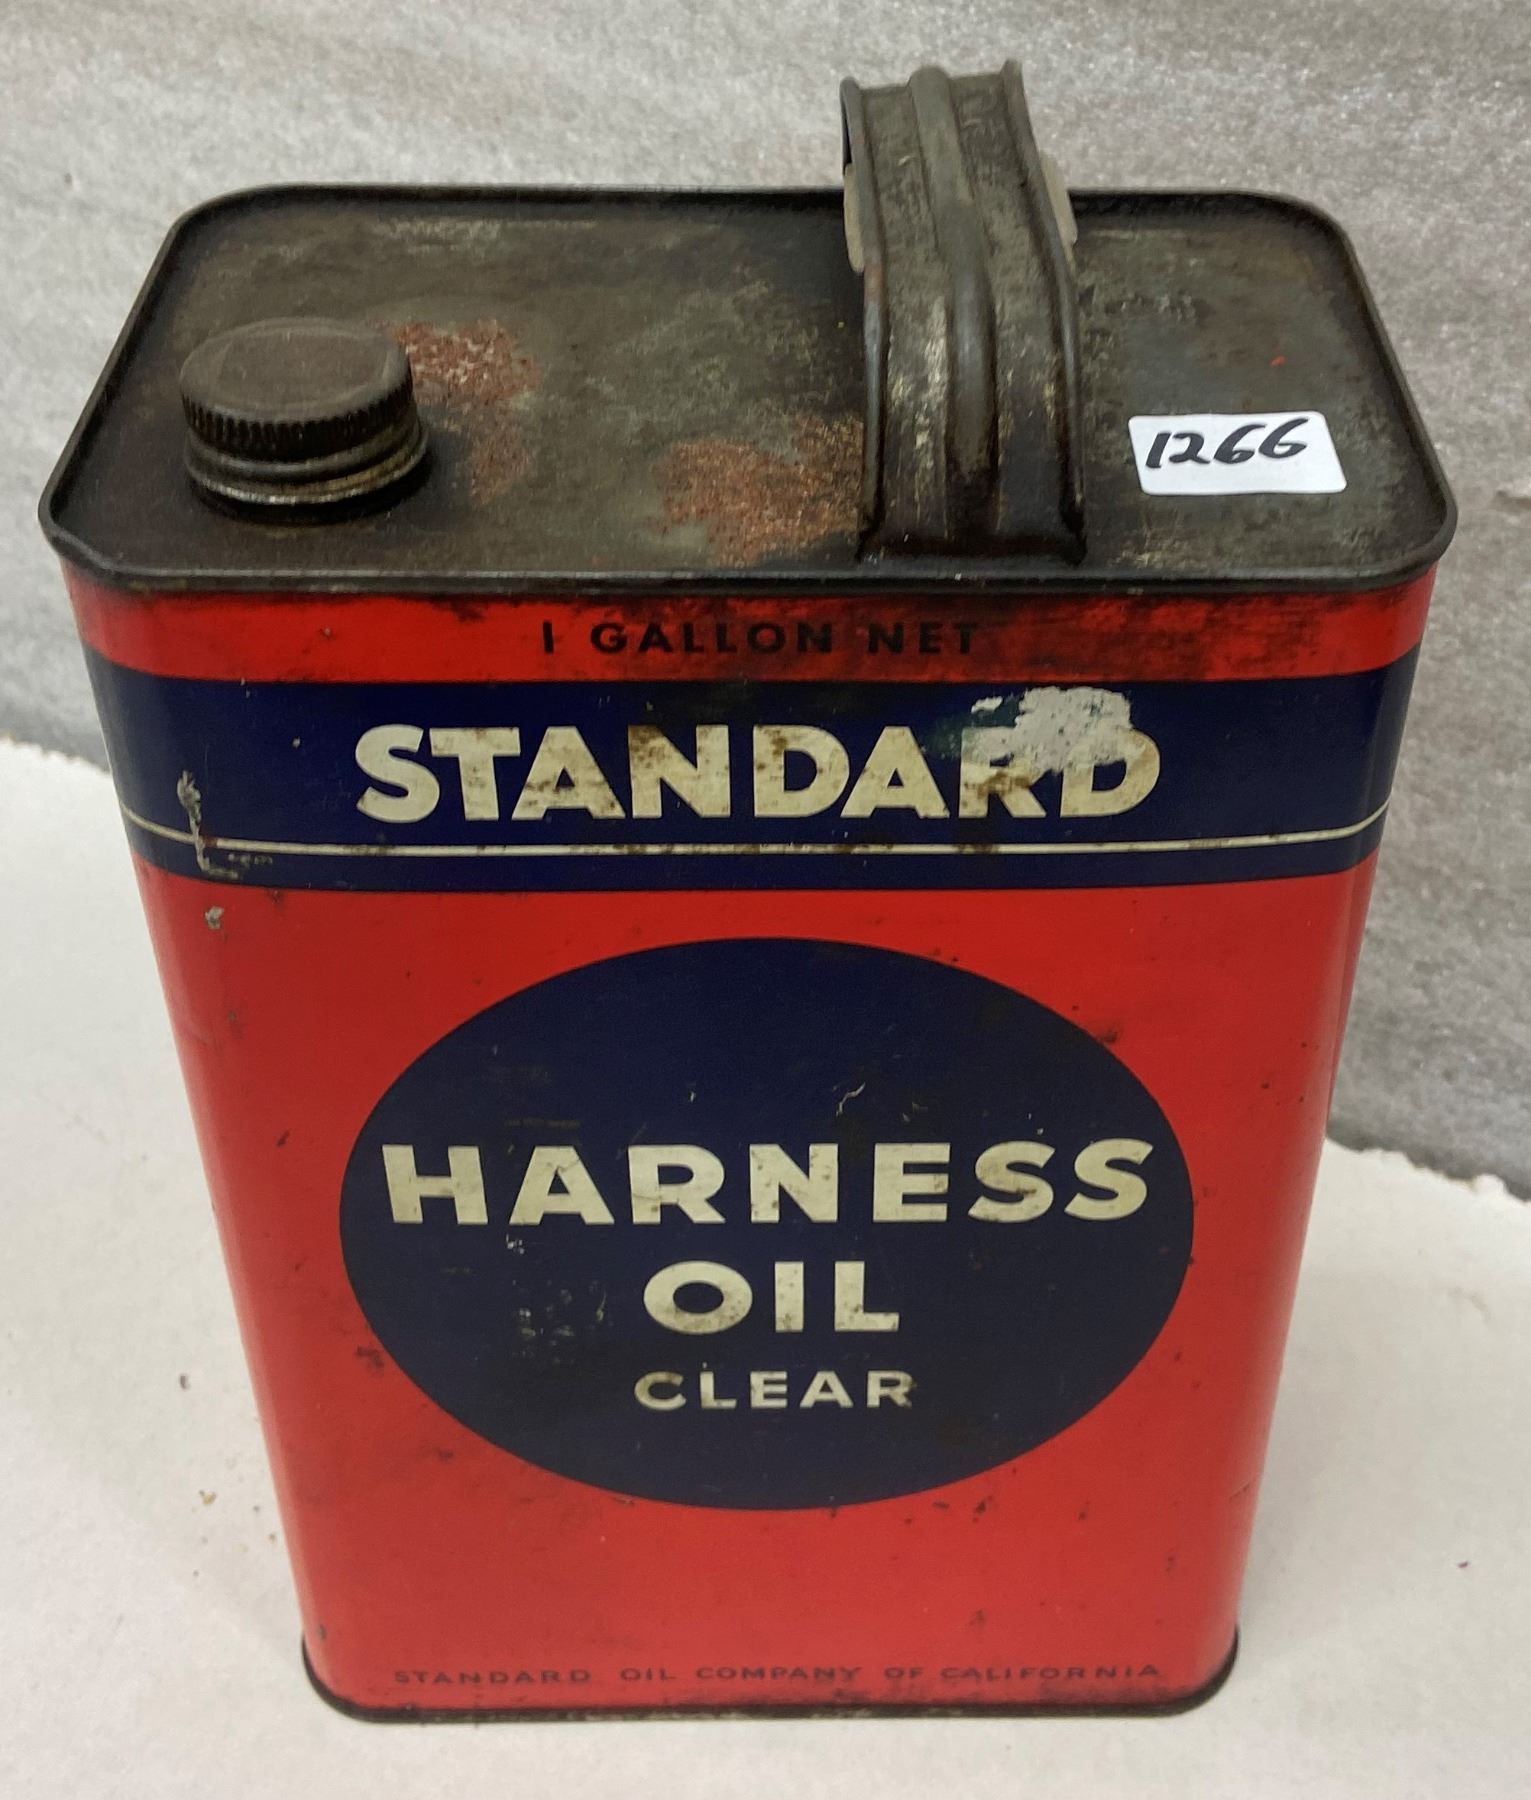 1266
1 GALLON NET
STANDARD
HARNESS
OIL
CLEAR
STANDARD OIL COMPANY OF CALIFORNIA